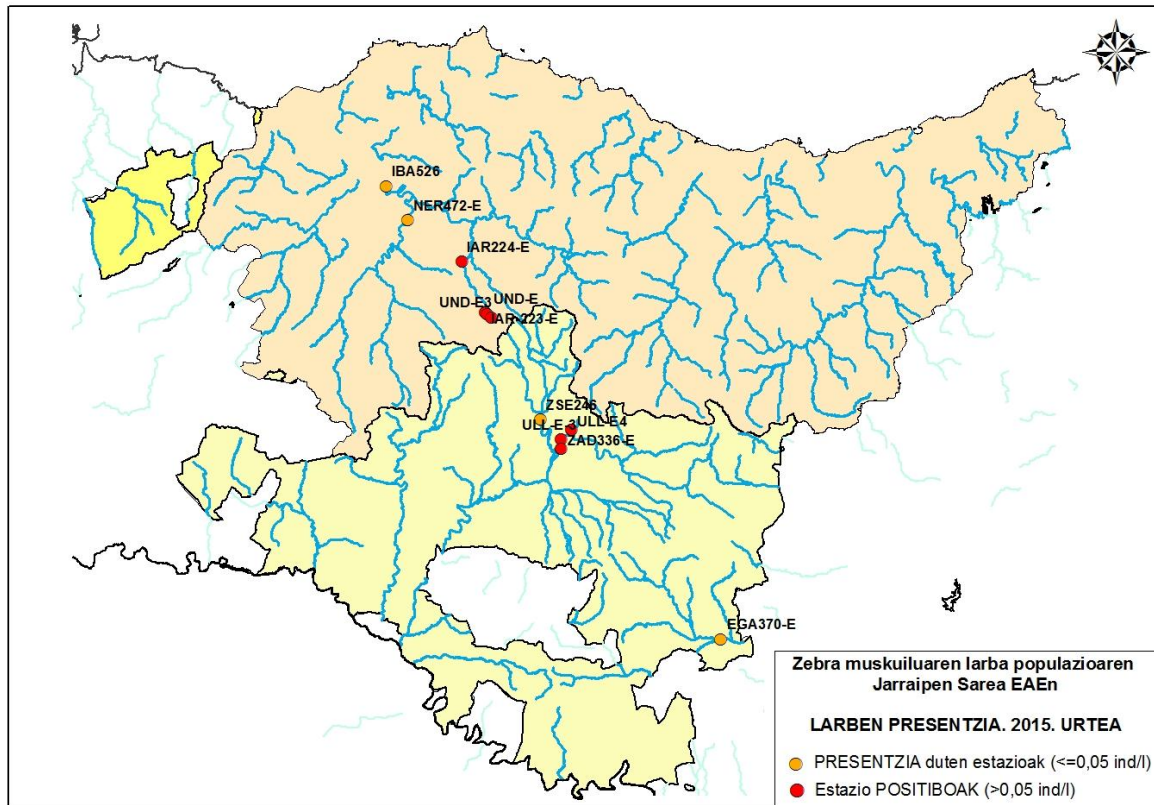 IBA526
NER472-E
IAR224-E
UND-E3 UND-E
IAR-223-E
ZSE246
ULL-E 3 ULL-E4
ZAD336-E
EGA370-E
Zebra muskuiluaren larba populazioaren
Jarraipen Sarea EAEn
LARBEN PRESENTZIA. 2015. URTEA
PRESENTZIA duten estazioak (<=0,05 ind/l)
Estazio POSITIBOAK (>0,05 ind/l)